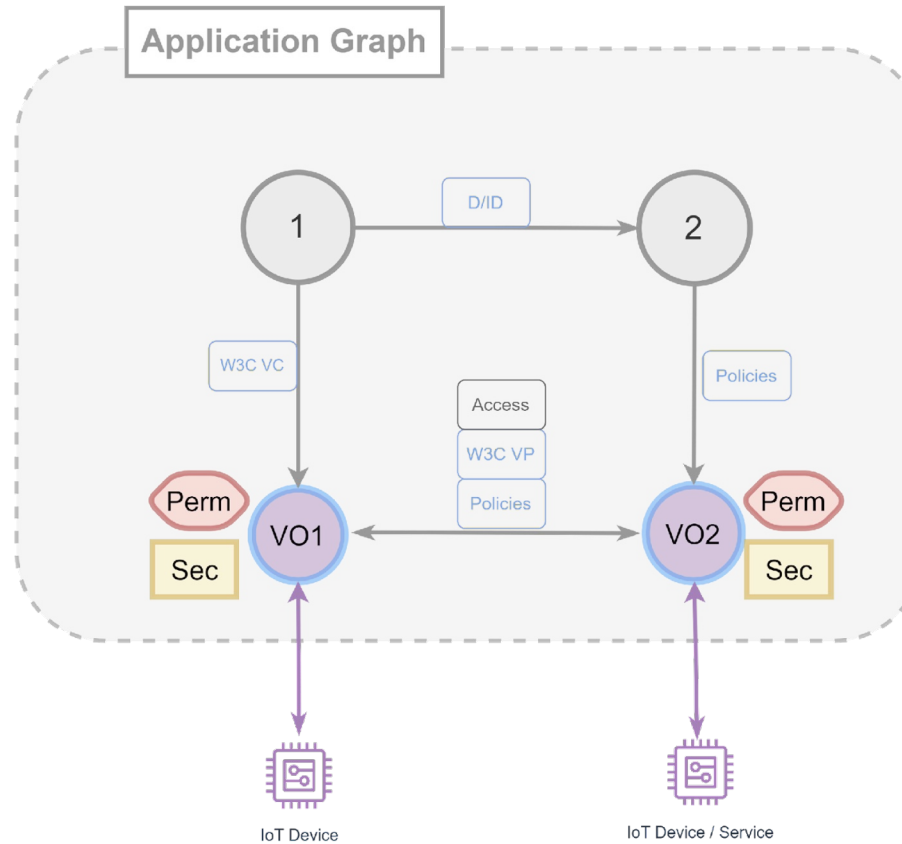 Application Graph
1
D/ID
2
W3C VC
Policies
Access
W3C VP
Policies
Perm
VO1
VO2
Perm
Sec
Sec
IoT Device
IoT Device / Service